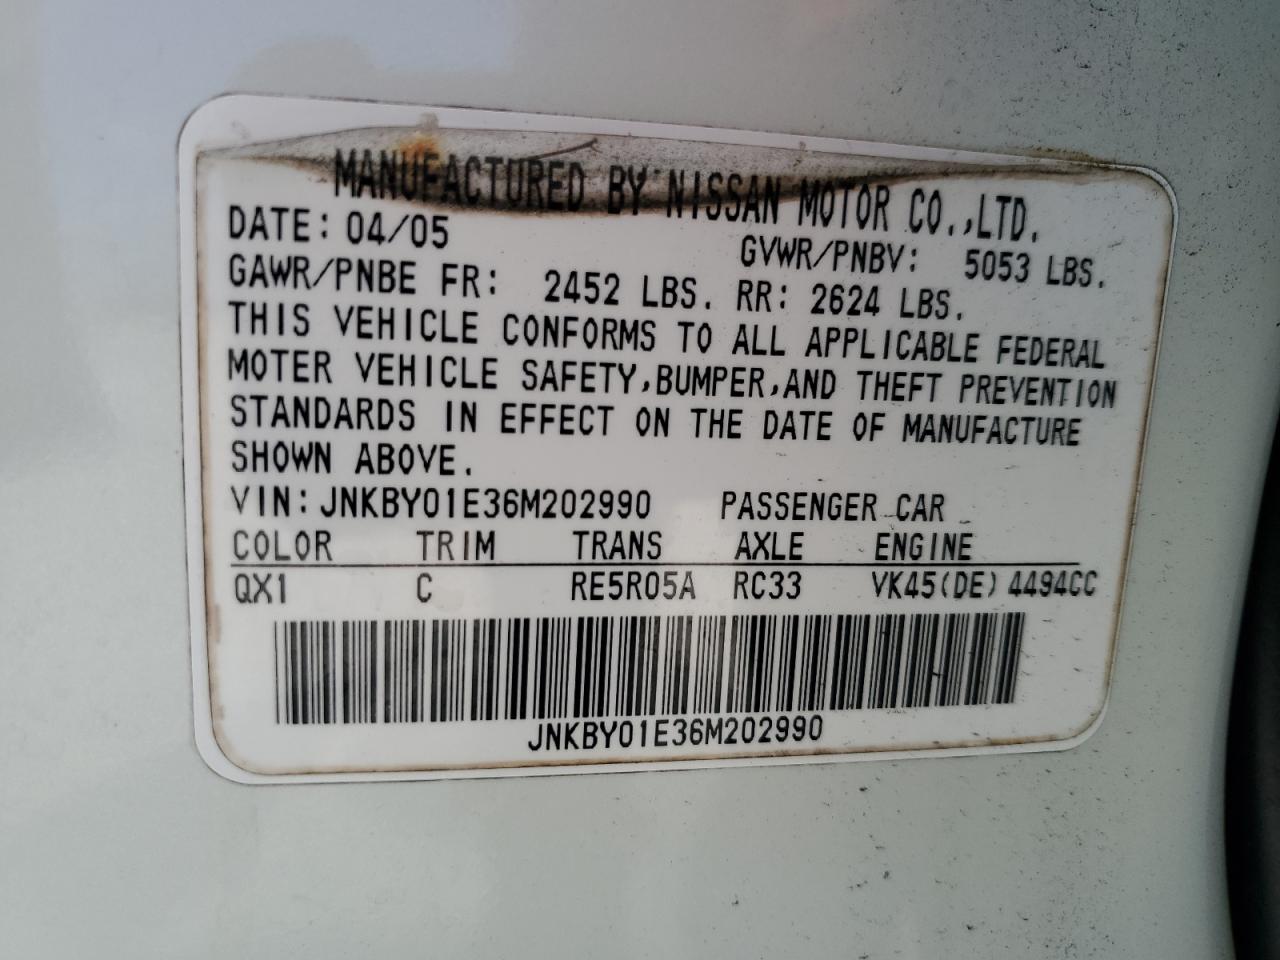 MANUFACTURED BY NISSAN MOTOR CO.,LTD.
DATE: 04/05 GVWR/PNBV: 5053 LBS.
GAWR/PNBE FR: 2452 LBS. RR: 2624 LBS.
THIS VEHICLE CONFORMS TO ALL APPLICABLE FEDERAL
MOTER VEHICLE SAFETY,BUMPER,AND THEFT PREVENTION
STANDARDS IN EFFECT ON THE DATE OF MANUFACTURE
SHOWN ABOVE.
VIN: JNKBY01E36M202990 PASSENGER CAR
COLOR TRIM TRANS AXLE ENGINE
QX1 C RE5R05A RC33 VK45(DE) 4494CC
JNKBY01E36M202990